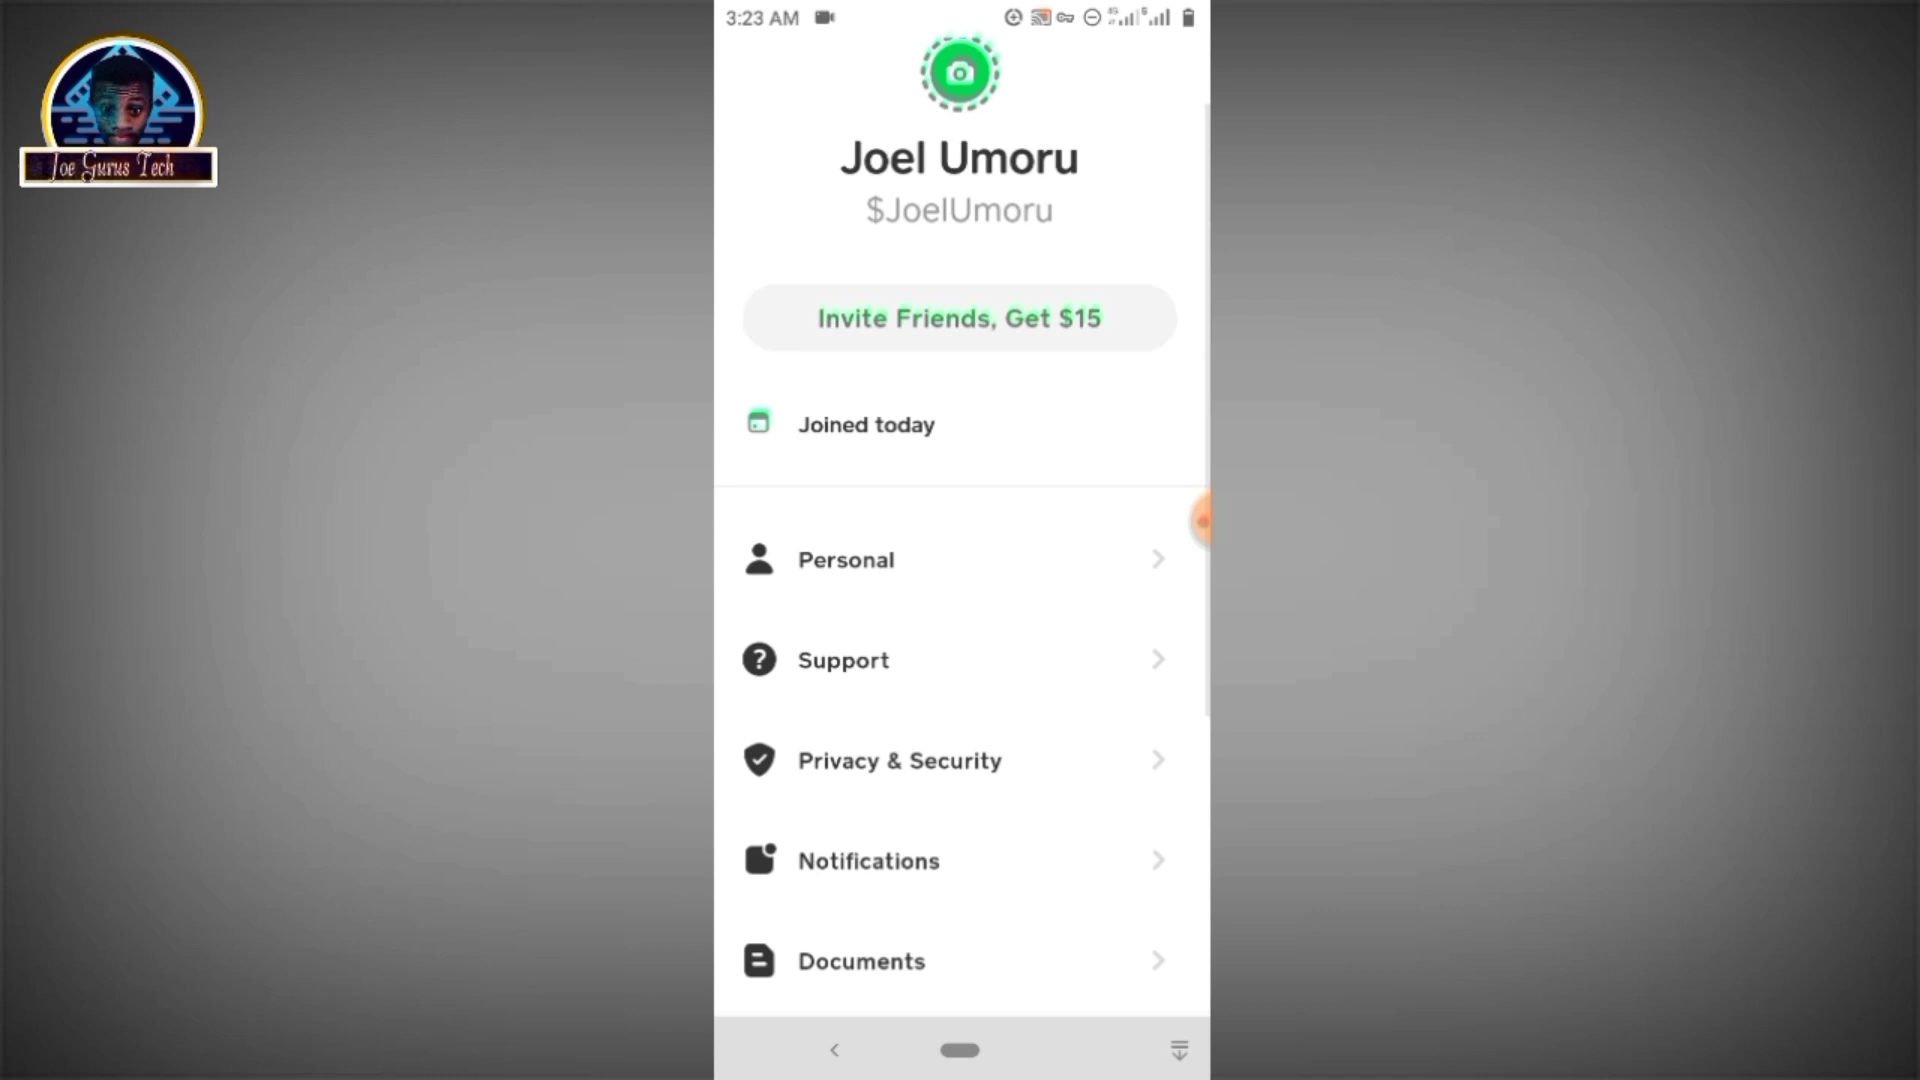 3:23 AM
Joe Gurus Tech
Joel Umoru
$JoelUmoru
Invite Friends, Get $15
Joined today
Personal
Support
Privacy & Security
Notifications
Documents